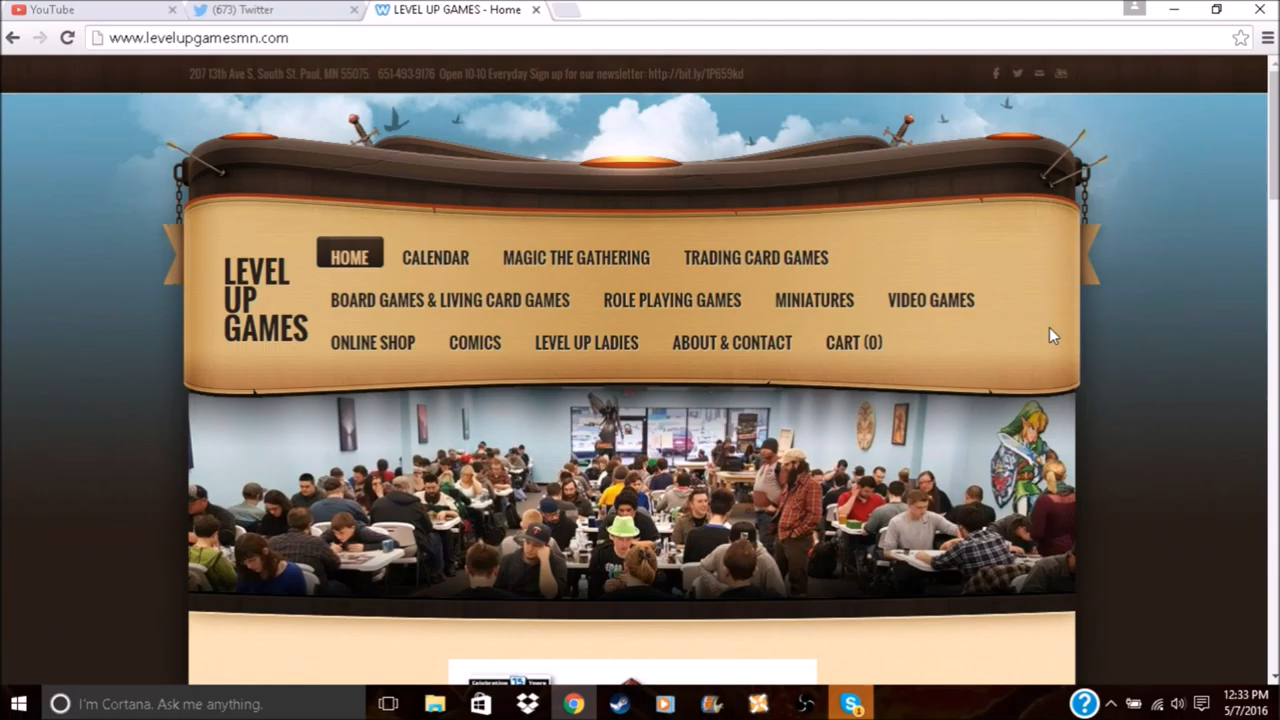 YouTube
(673) Twitter
LEVEL UP GAMES - Home
www.levelupgamesmn.com
207 13th Ave S, South St. Paul, MN 55075. 651-493-9176 Open 10-10 Everyday Sign up for our newsletter: http://bit.ly/1P659kd
LEVEL
UP
GAMES
HOME CALENDAR MAGIC THE GATHERING TRADING CARD GAMES
BOARD GAMES & LIVING CARD GAMES ROLE PLAYING GAMES MINIATURES VIDEO GAMES
ONLINE SHOP COMICS LEVEL UP LADIES ABOUT & CONTACT CART (0)
Celebrating 15 Years
I'm Cortana. Ask me anything.
12:33 PM
5/7/2016